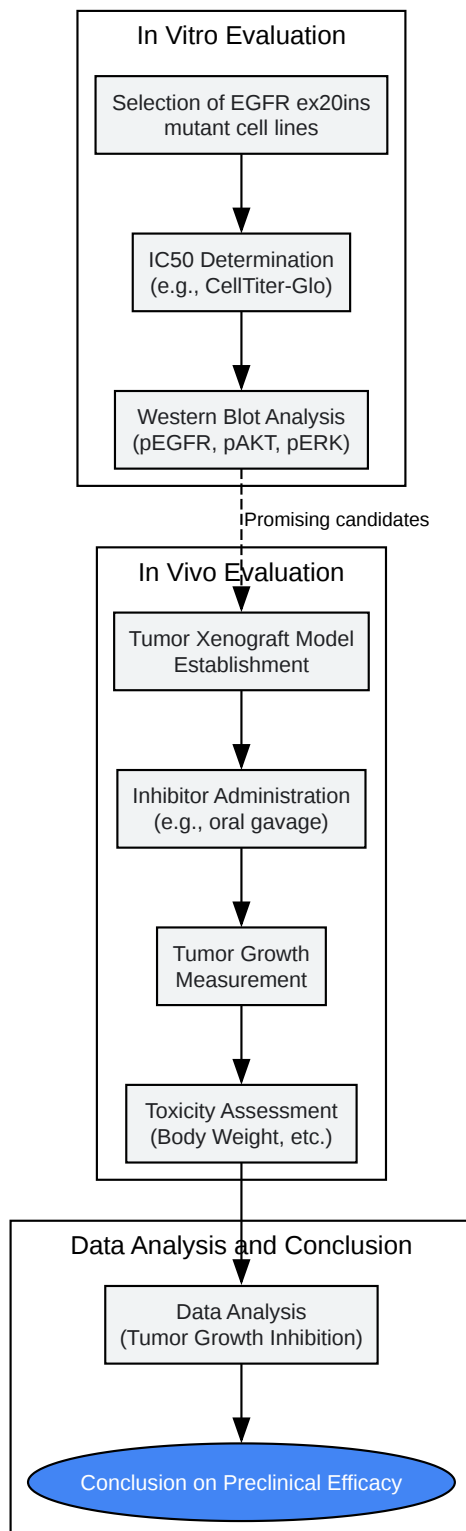 In Vitro Evaluation
Selection of EGFR ex20ins
mutant cell lines
IC50 Determination
(e.g., CellTiter-Glo)
Western Blot Analysis
(pEGFR, pAKT, pERK)
Promising candidates
In Vivo Evaluation
Tumor Xenograft Model
Establishment
Inhibitor Administration
(e.g., oral gavage)
Tumor Growth
Measurement
Toxicity Assessment
(Body Weight, etc.)
Data Analysis and Conclusion
Data Analysis
(Tumor Growth Inhibition)
Conclusion on Preclinical Efficacy